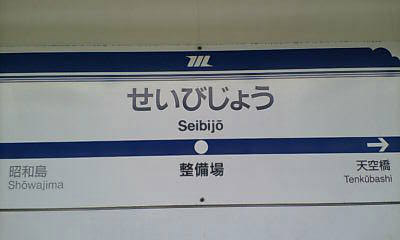 せいびじょう
Seibijō
整備場
昭和島
Shōwajima
天空橋
Tenkūbashi